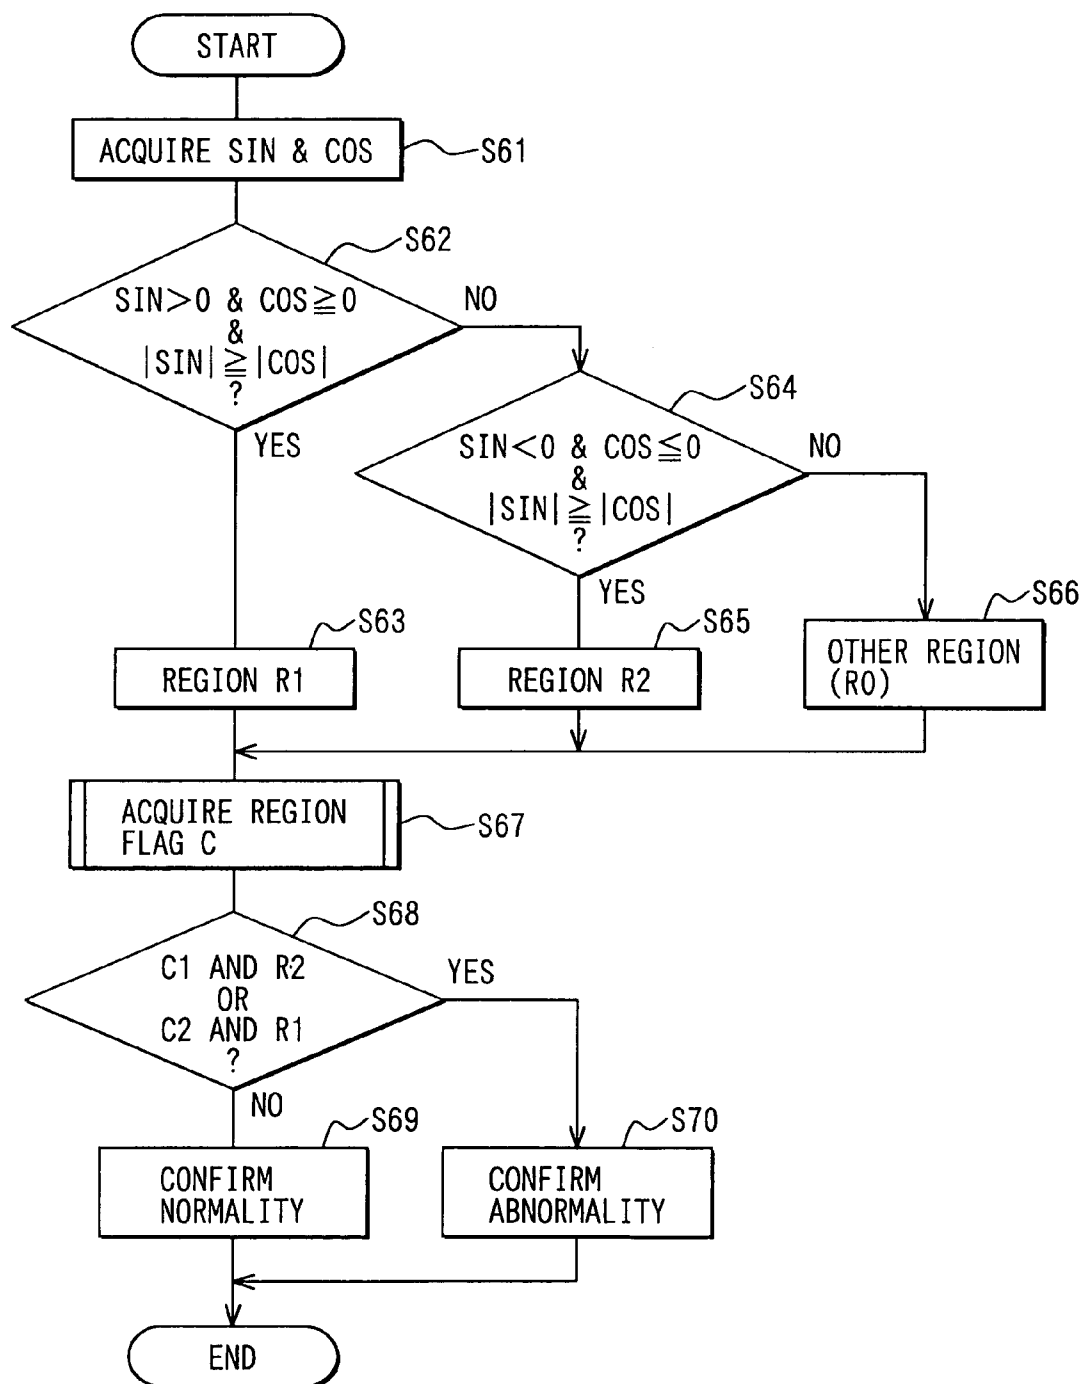 START
ACQUIRE SIN & COS
S61
S62
SIN>0 & COS≧0
&
|SIN|≧|COS|
?
NO
YES
S64
SIN<0 & COS≦0
&
|SIN|≧|COS|
?
NO
YES
S63
REGION R1
S65
REGION R2
S66
OTHER REGION
(R0)
ACQUIRE REGION
FLAG C
S67
S68
C1 AND R2
OR
C2 AND R1
?
YES
NO
S69
CONFIRM
NORMALITY
S70
CONFIRM
ABNORMALITY
END